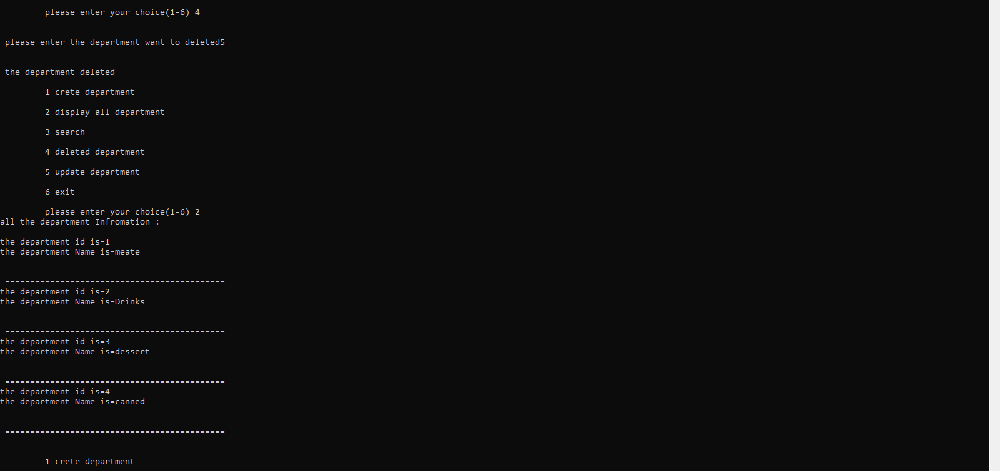 please enter your choice(1-6) 4
please enter the department want to deleted5
the department deleted
1 crete department
2 display all department
3 search
4 deleted department
5 update department
6 exit
please enter your choice(1-6) 2
all the department Infromation :
the department id is=1
the department Name is=meate
============================================
the department id is=2
the department Name is=Drinks
============================================
the department id is=3
the department Name is=dessert
============================================
the department id is=4
the department Name is=canned
============================================
1 crete department